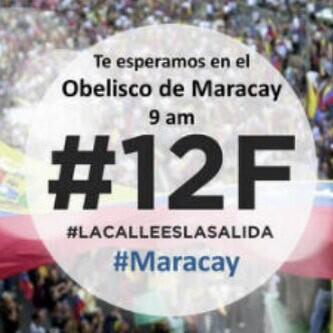 Te esperamos en el
Obelisco de Maracay
9 am
#12F
#LACALLEESLASALIDA
#Maracay